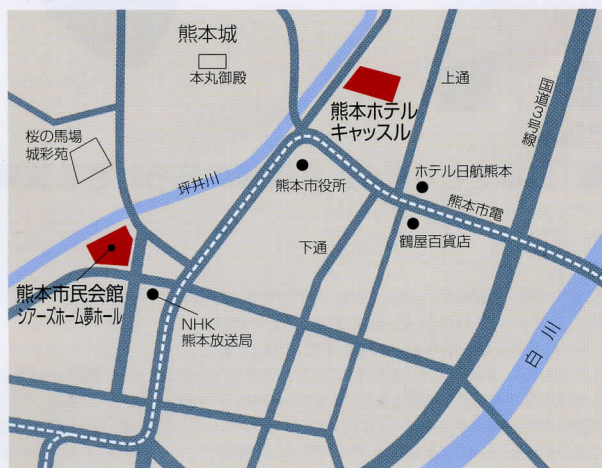 熊本城
本丸御殿
上通
国道3号線
熊本ホテル
キャッスル
桜の馬場
城彩苑
坪井川
熊本市役所
ホテル日航熊本
熊本市電
鶴屋百貨店
下通
熊本市民会館
シアーズホーム夢ホール
NHK
熊本放送局
白川